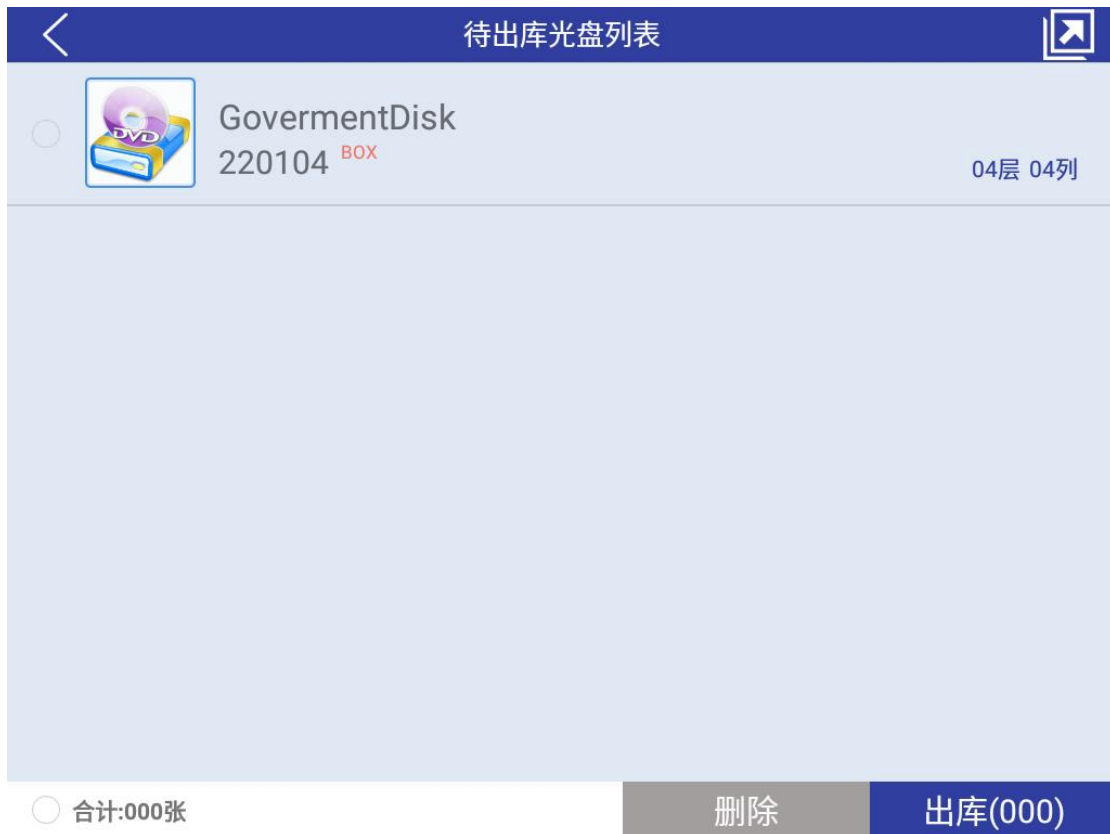 待出库光盘列表
DVD
GovermentDisk
220104 BOX
04层 04列
合计:000张
删除
出库(000)